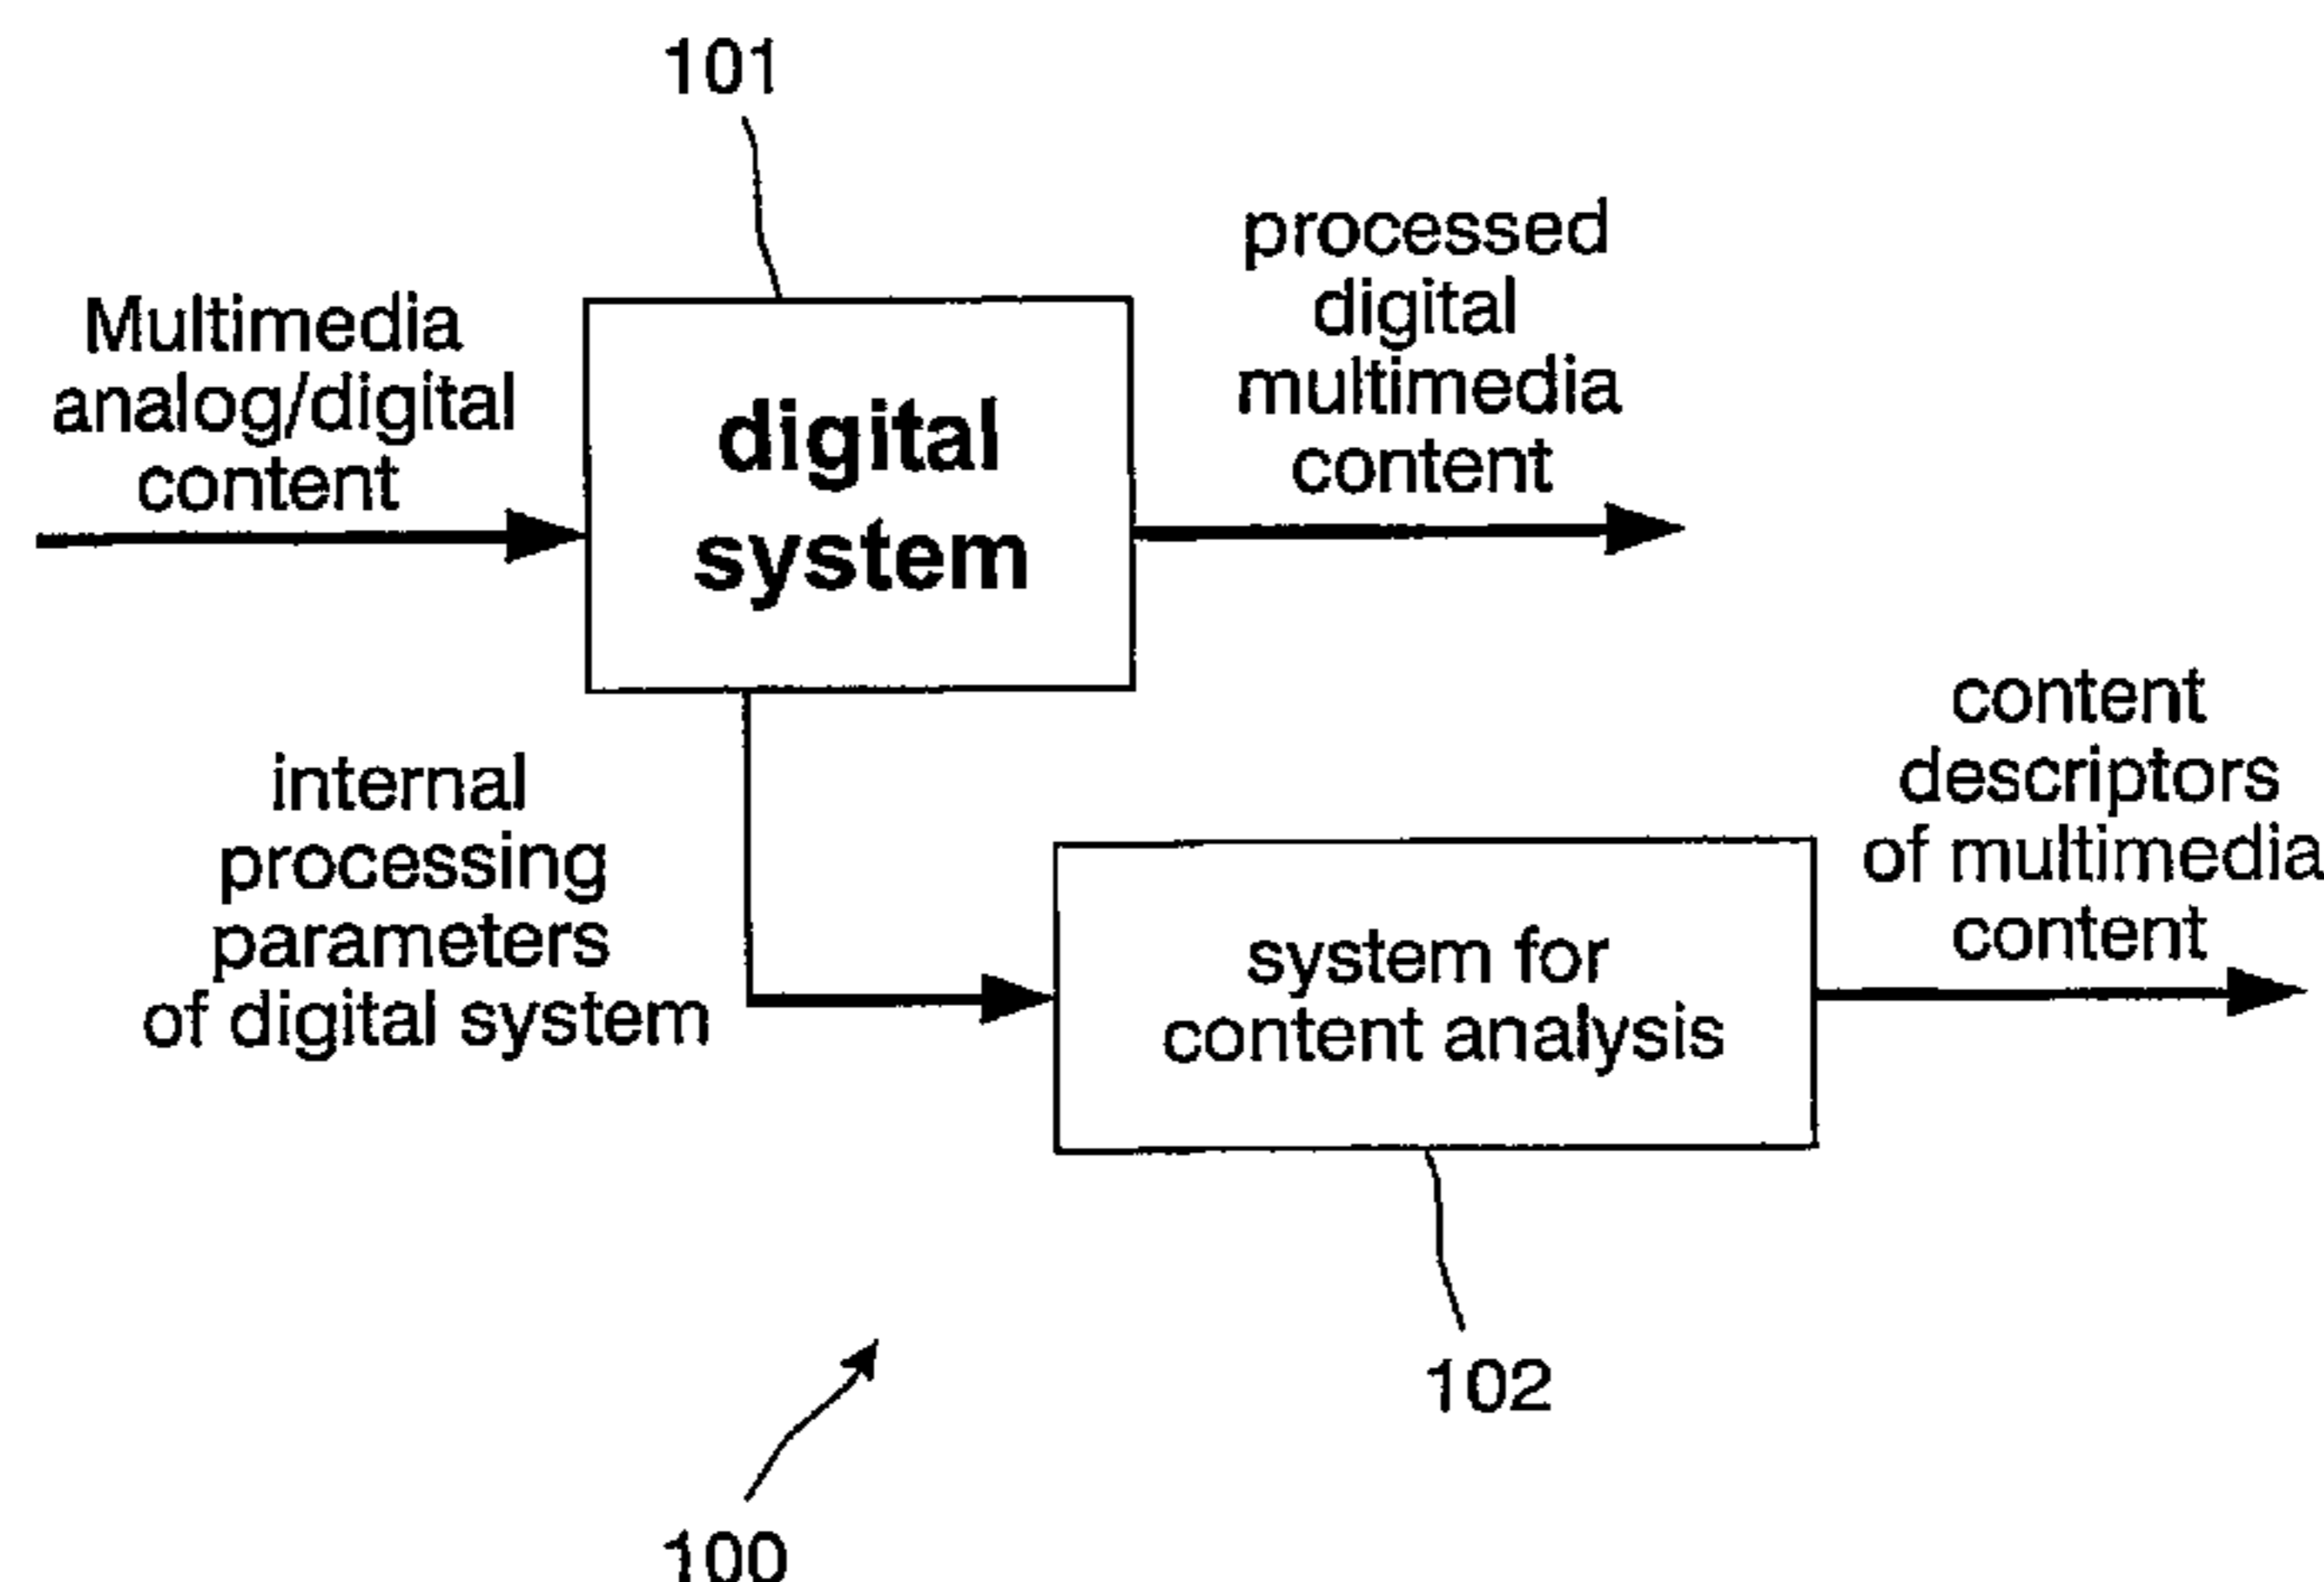 101
Multimedia
analog/digital
content
digital
system
processed
digital
multimedia
content
internal
processing
parameters
of digital system
system for
content analysis
content
descriptors
of multimedia
content
102
100